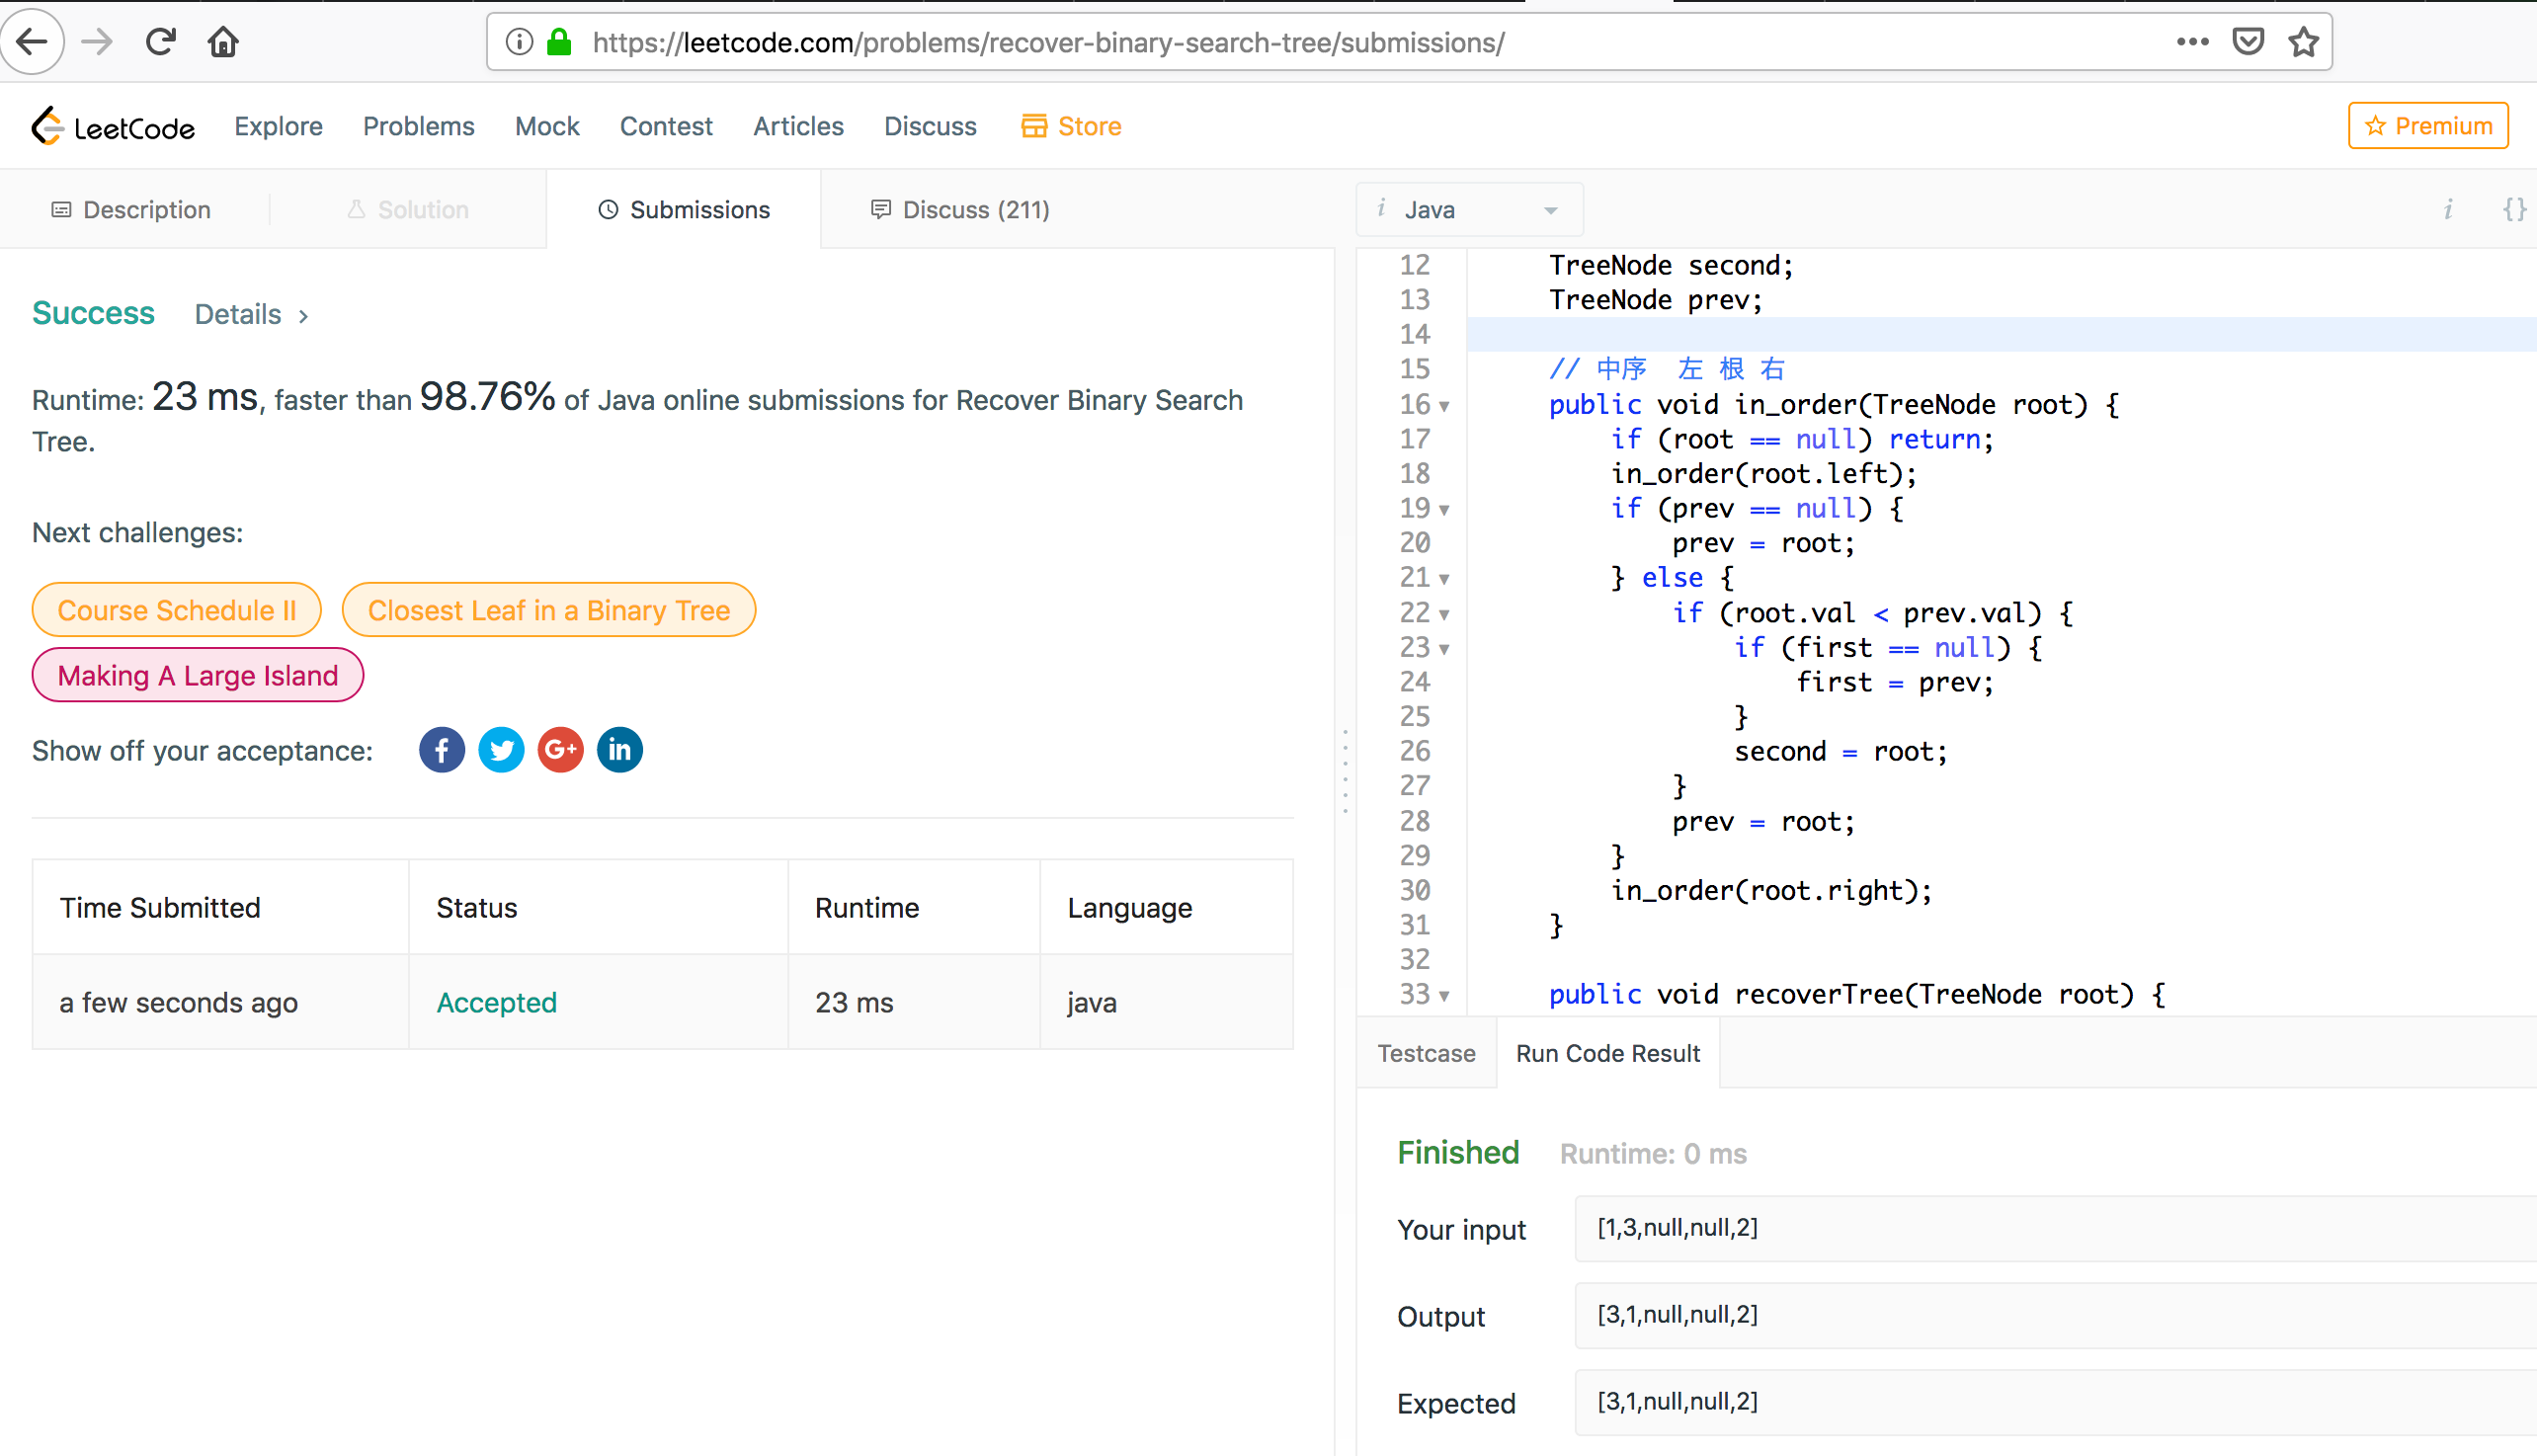 https://leetcode.com/problems/recover-binary-search-tree/submissions/
LeetCode Explore Problems Mock Contest Articles Discuss Store Premium
Description Solution Submissions Discuss (211)
Success Details >
Runtime: 23 ms, faster than 98.76% of Java online submissions for Recover Binary Search
Tree.
Next challenges:
Course Schedule II Closest Leaf in a Binary Tree
Making A Large Island
Show off your acceptance: f G+ in
Time Submitted Status Runtime Language
a few seconds ago Accepted 23 ms java
i Java i {}
12 TreeNode second;
13 TreeNode prev;
14
15 // 中序 左 根 右
16 public void in_order(TreeNode root) {
17 if (root == null) return;
18 in_order(root.left);
19 if (prev == null) {
20 prev = root;
21 } else {
22 if (root.val < prev.val) {
23 if (first == null) {
24 first = prev;
25 }
26 second = root;
27 }
28 prev = root;
29 }
30 in_order(root.right);
31 }
32
33 public void recoverTree(TreeNode root) {
Testcase Run Code Result
Finished Runtime: 0 ms
Your input [1,3,null,null,2]
Output [3,1,null,null,2]
Expected [3,1,null,null,2]